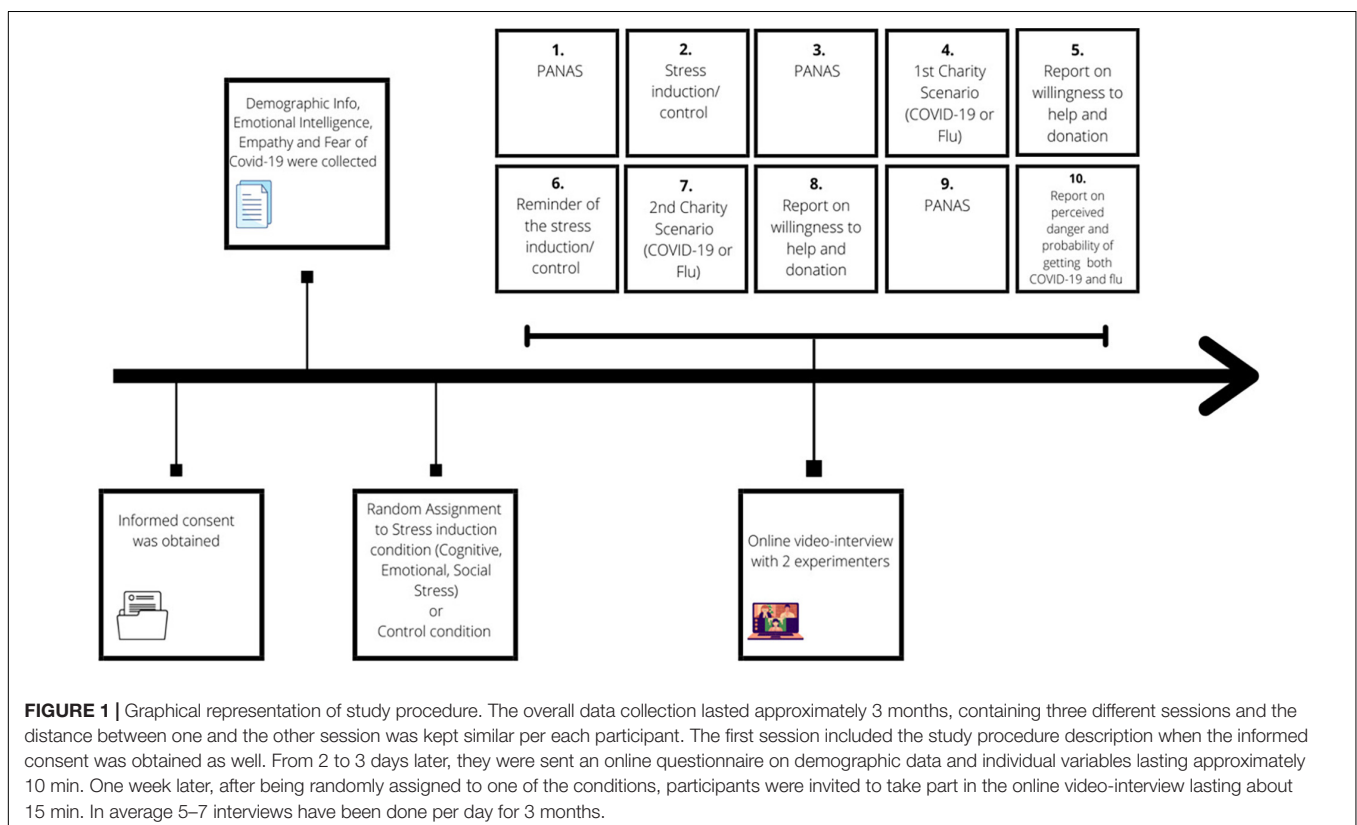 1.
PANAS
2.
Stress
induction/
control
3.
PANAS
4.
1st Charity
Scenario
(COVID-19 or
Flu)
5.
Report on
willingness to
help and
donation
6.
Reminder of
the stress
induction/
control
7.
2nd Charity
Scenario
(COVID-19 or
Flu)
8.
Report on
willingness to
help and
donation
9.
PANAS
10.
Report on
perceived
danger and
probability of
getting both
COVID-19 and flu
Demographic Info,
Emotional Intelligence,
Empathy and Fear of
Covid-19 were collected
Informed consent
was obtained
Random Assignment
to Stress induction
condition (Cognitive,
Emotional, Social
Stress)
or
Control condition
Online video-interview
with 2 experimenters
FIGURE 1 | Graphical representation of study procedure. The overall data collection lasted approximately 3 months, containing three different sessions and the
distance between one and the other session was kept similar per each participant. The first session included the study procedure description when the informed
consent was obtained as well. From 2 to 3 days later, they were sent an online questionnaire on demographic data and individual variables lasting approximately
10 min. One week later, after being randomly assigned to one of the conditions, participants were invited to take part in the online video-interview lasting about
15 min. In average 5–7 interviews have been done per day for 3 months.